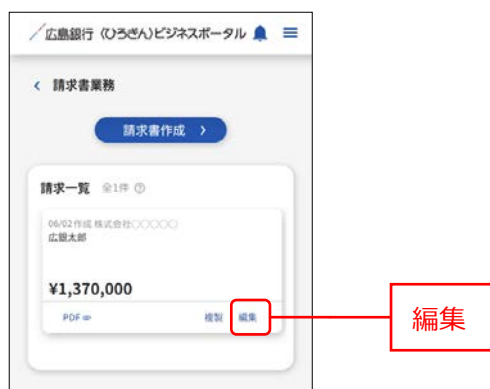 広島銀行〈ひろぎん〉ビジネスポータル
請求書業務
請求書作成
請求一覧 全1件
06/02作成 株式会社〇〇〇〇〇
広銀太郎
¥1,370,000
PDF 複製 編集
編集